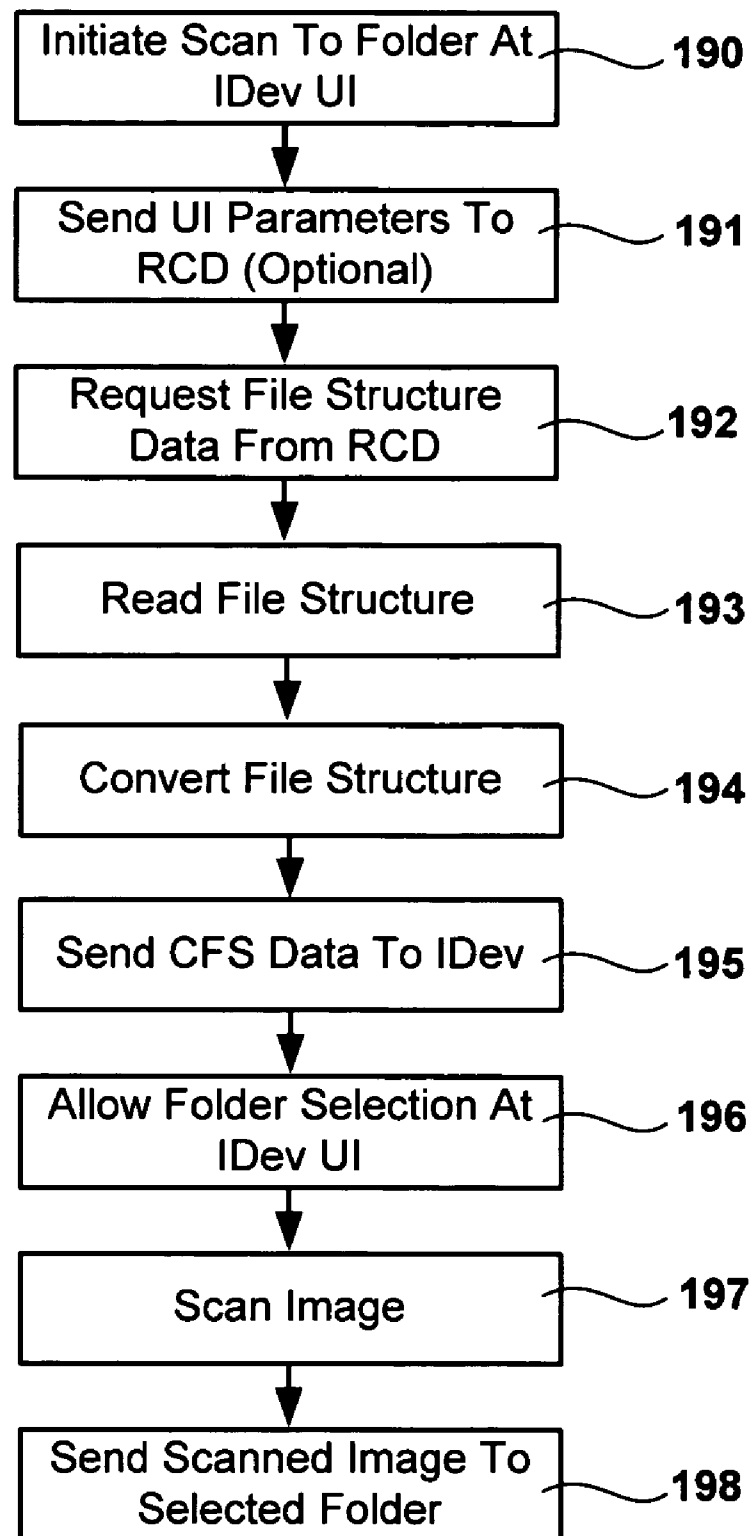 Initiate Scan To Folder At
IDev UI
190
Send UI Parameters To
RCD (Optional)
191
Request File Structure
Data From RCD
192
Read File Structure
193
Convert File Structure
194
Send CFS Data To IDev
195
Allow Folder Selection At
IDev UI
196
Scan Image
197
Send Scanned Image To
Selected Folder
198